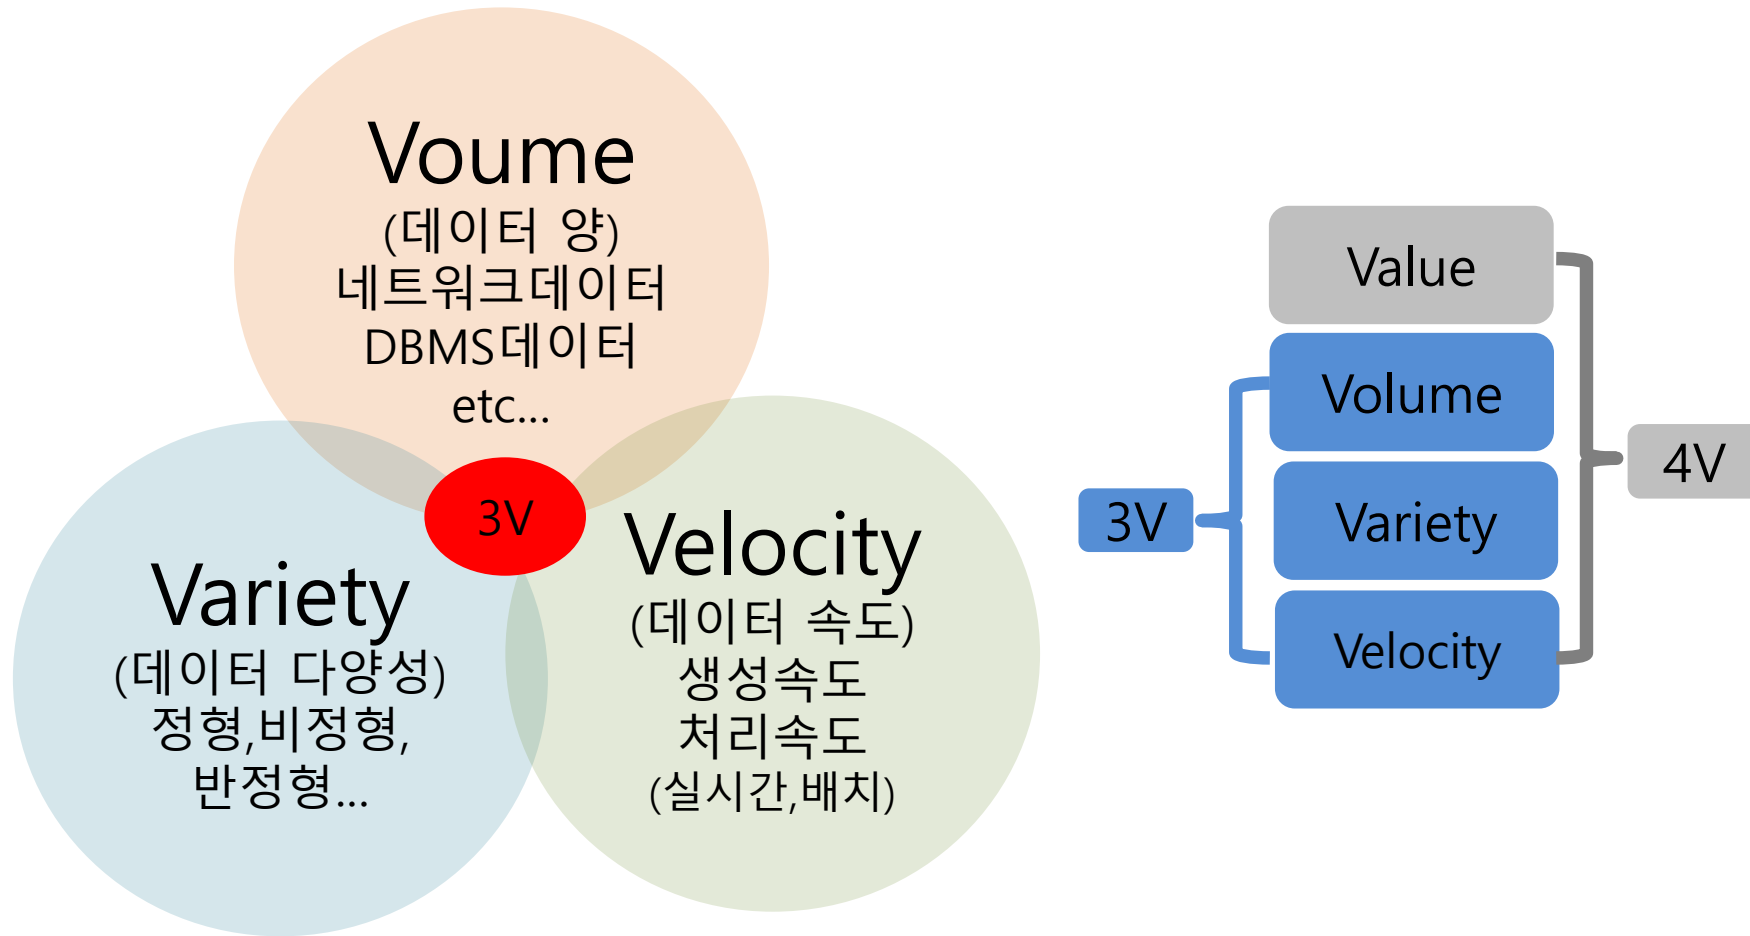 Voume
(데이터 양)
네트워크데이터
DBMS데이터
etc...
3V
Variety
(데이터 다양성)
정형,비정형,
반정형...
Velocity
(데이터 속도)
생성속도
처리속도
(실시간,배치)
Value
Volume
Variety
Velocity
3V
4V